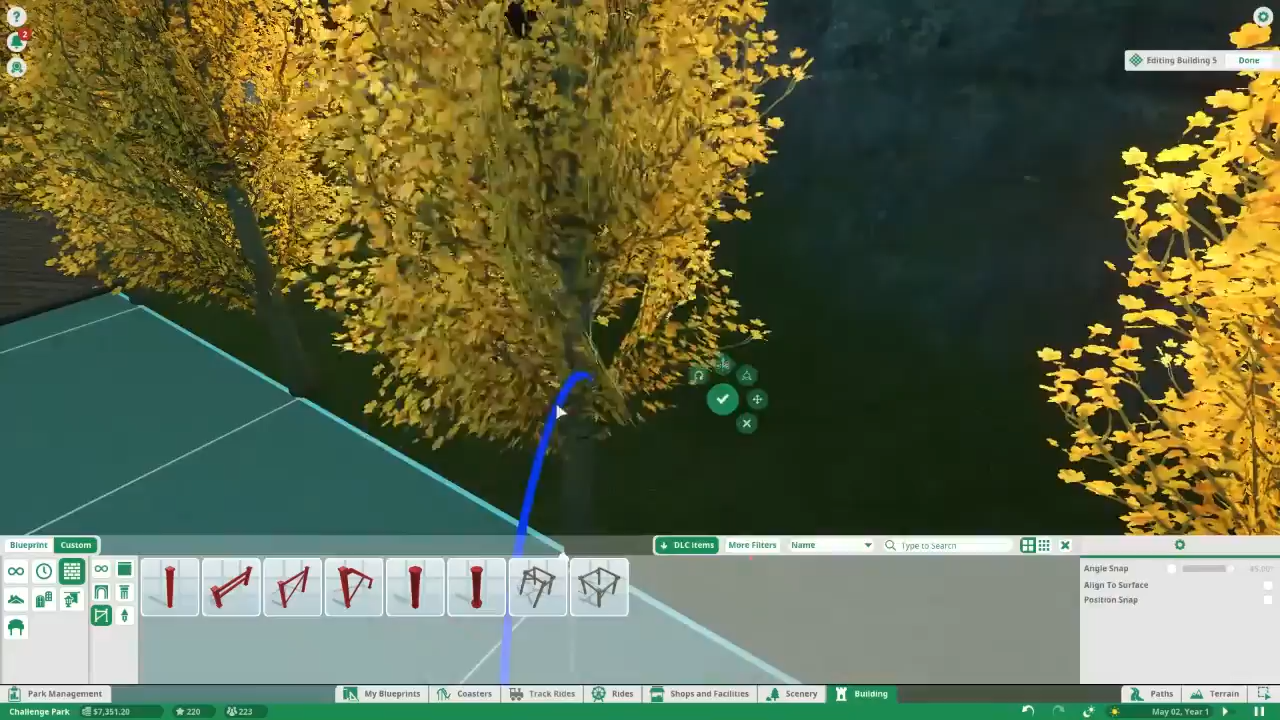 ?
2
Editing Building 5 Done
Blueprint Custom
DLC Items More Filters Name Type to Search
Angle Snap
Align To Surface
Position Snap
Park Management My Blueprints Coasters Track Rides Rides Shops and Facilities Scenery Building Paths Terrain
Challenge Park $7,351.20 220 223 May 02, Year 1